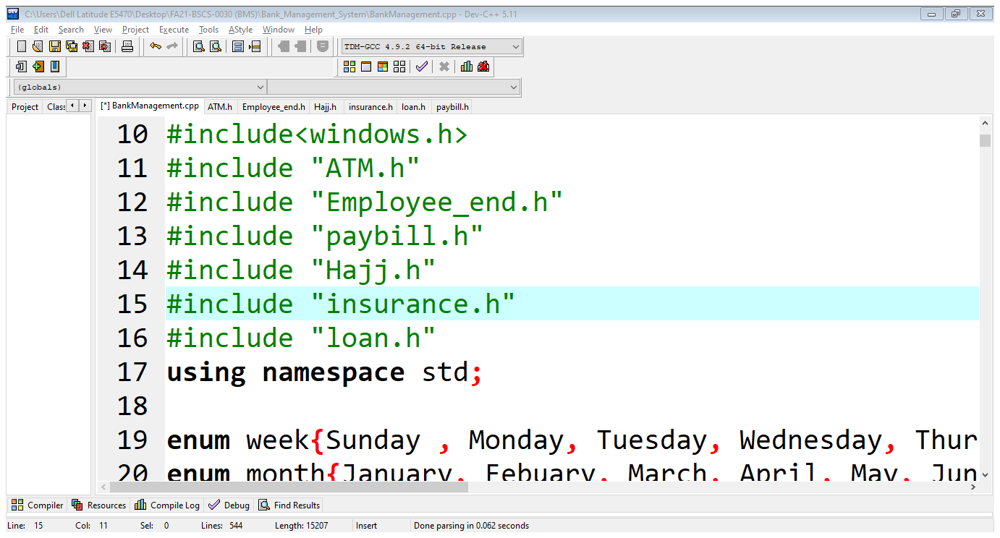 C:\Users\Dell Latitude E5470\Desktop\FA21-BSCS-0030 (BMS)\Bank_Management_System\BankManagement.cpp - Dev-C++ 5.11
File Edit Search View Project Execute Tools AStyle Window Help
TDM-GCC 4.9.2 64-bit Release
(globals)
Project Class [*] BankManagement.cpp ATM.h Employee_end.h Hajj.h insurance.h loan.h paybill.h
10 #include<windows.h>
11 #include "ATM.h"
12 #include "Employee_end.h"
13 #include "paybill.h"
14 #include "Hajj.h"
15 #include "insurance.h"
16 #include "loan.h"
17 using namespace std;
18
19 enum week{Sunday , Monday, Tuesday, Wednesday, Thur
20 enum month{January, Febuary, March, April, May, Jun
Compiler Resources Compile Log Debug Find Results
Line: 15 Col: 11 Sel: 0 Lines: 544 Length: 15207 Insert Done parsing in 0.062 seconds